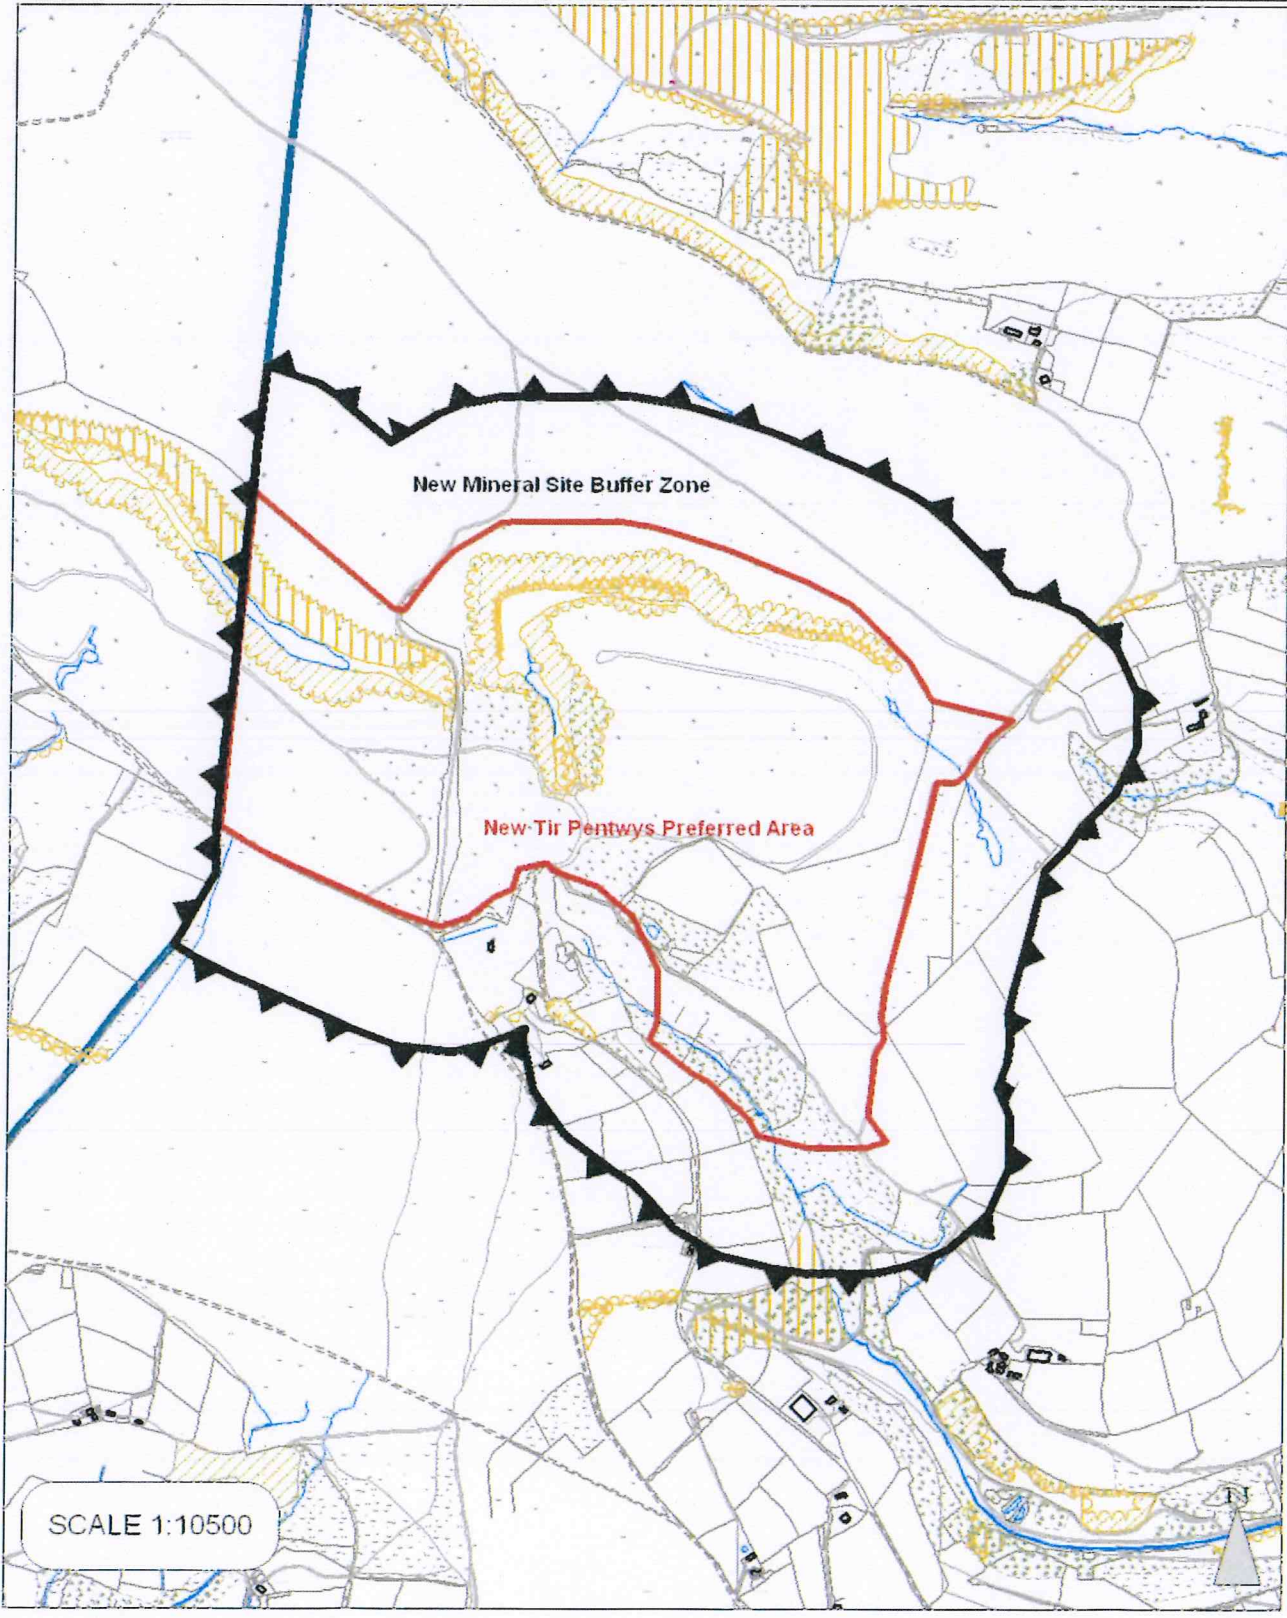 New Mineral Site Buffer Zone
New Tir Pentwys Preferred Area
SCALE 1:10500
N